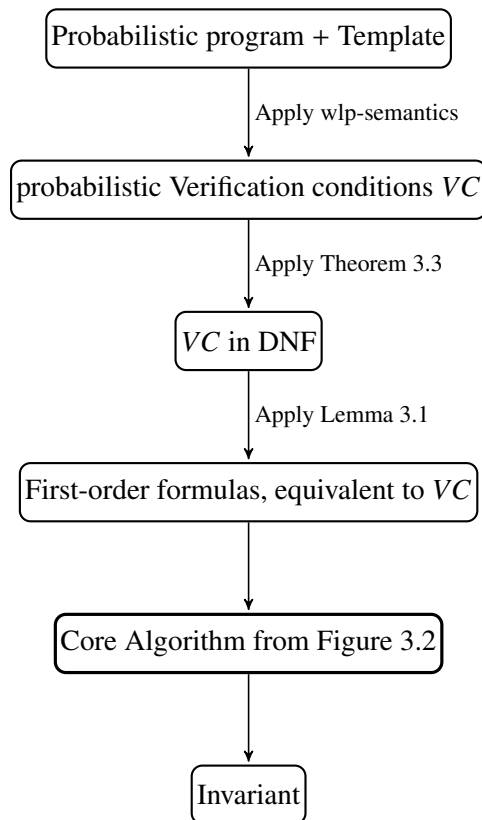 Probabilistic program + Template
Apply wlp-semantics
probabilistic Verification conditions VC
Apply Theorem 3.3
VC in DNF
Apply Lemma 3.1
First-order formulas, equivalent to VC
Core Algorithm from Figure 3.2
Invariant